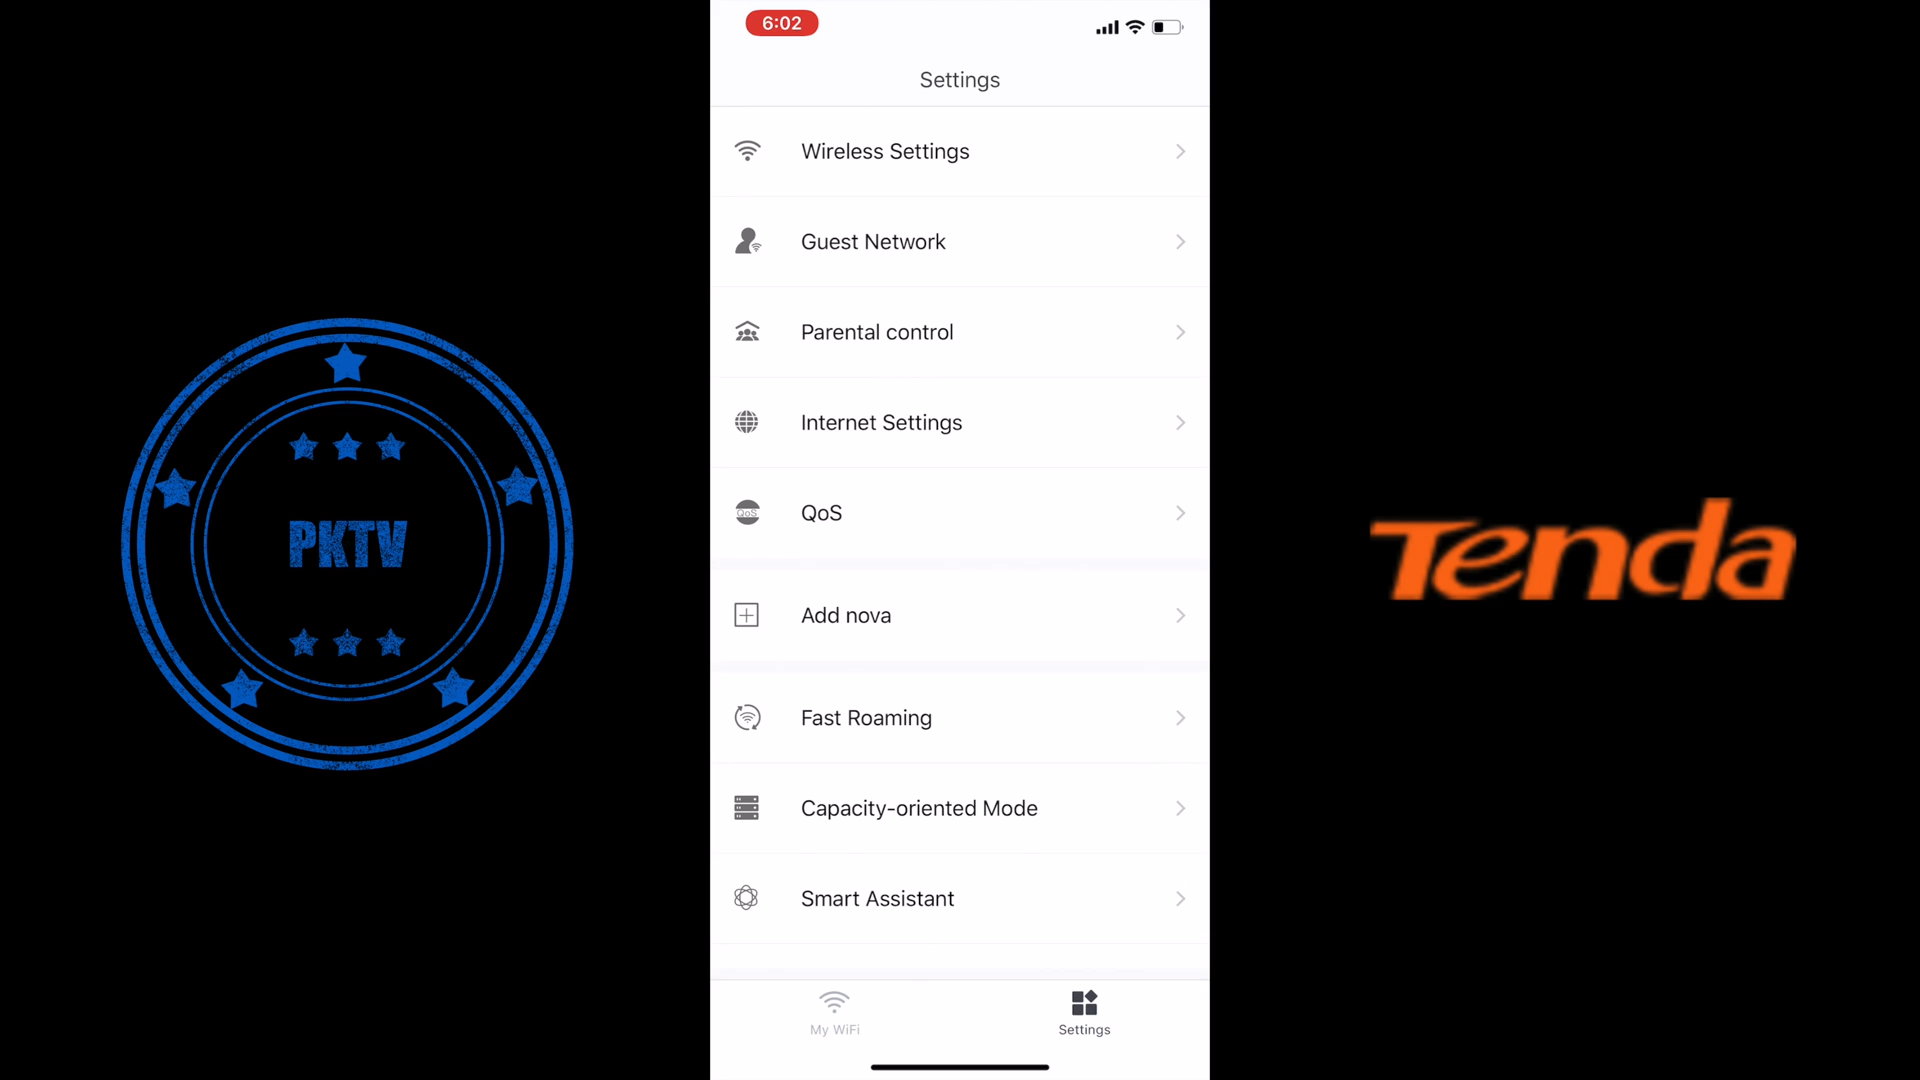 6:02
Settings
Wireless Settings
Guest Network
Parental control
Internet Settings
QoS
QoS
Add nova
Fast Roaming
Capacity-oriented Mode
Smart Assistant
My WiFi
Settings
PKTV
Tenda